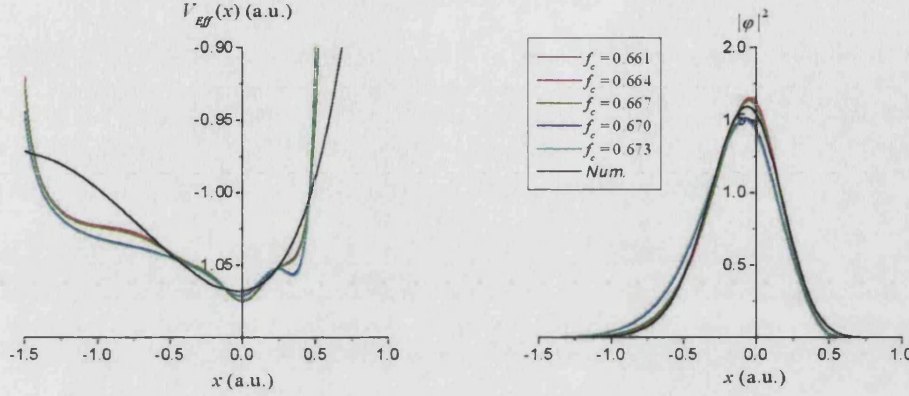 V_Eff (x) (a.u.)
-0.90
-0.95
-1.00
-1.05
-1.5
-1.0
-0.5
0.0
0.5
1.0
x (a.u.)
f_c = 0.661
f_c = 0.664
f_c = 0.667
f_c = 0.670
f_c = 0.673
Num.
|φ|²
2.0
1.0
0.5
-1.5
-1.0
-0.5
0.0
0.5
1.0
x (a.u.)